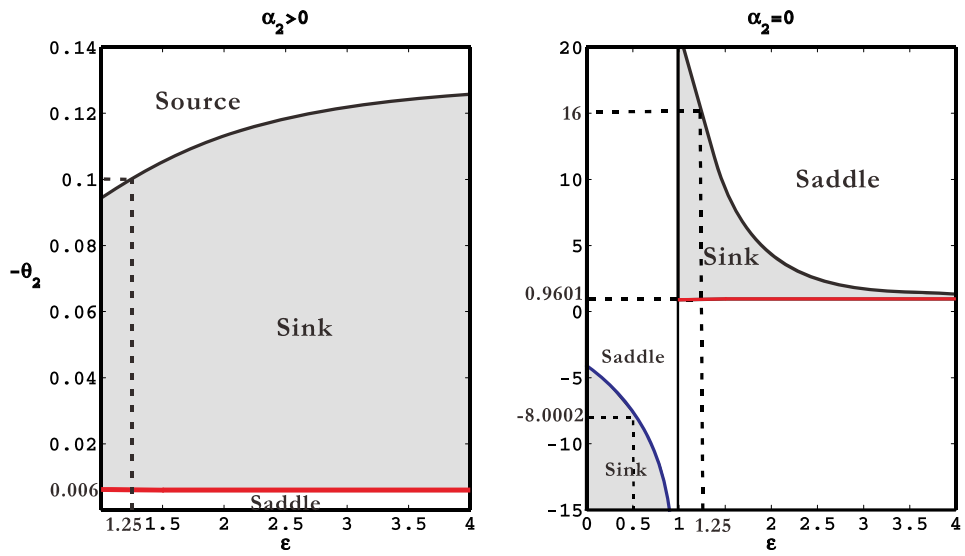 α₂>0
0.14
0.12
0.1
0.08
0.06
0.04
0.02
0.006
-θ₂
Source
Sink
Saddle
1.25 1.5 2 2.5 3 3.5 4
ε
α₂=0
20
16
10
5
0.9601
0
-5
-8.0002
-10
-15
Saddle
Sink
Saddle
Sink
0 0.5 1 1.25 2 2.5 3 3.5 4
ε